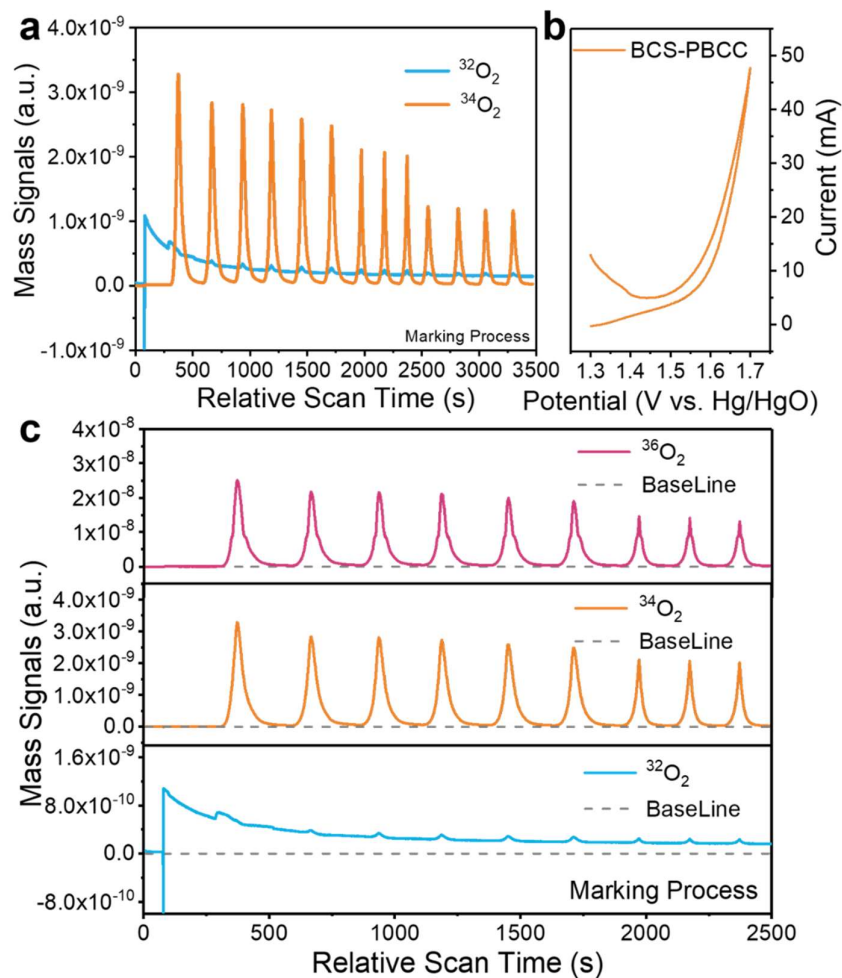 a
4.0x10⁻⁹
3.0x10⁻⁹
2.0x10⁻⁹
1.0x10⁻⁹
0.0
-1.0x10⁻⁹
Mass Signals (a.u.)
³²O₂
³⁴O₂
Marking Process
0 500 1000 1500 2000 2500 3000 3500
Relative Scan Time (s)
b
BCS-PBCC
50
40
30
20
10
0
Current (mA)
1.3 1.4 1.5 1.6 1.7
Potential (V vs. Hg/HgO)
c
Mass Signals (a.u.)
4x10⁻⁸
3x10⁻⁸
2x10⁻⁸
1x10⁻⁸
0
³⁶O₂
BaseLine
4.0x10⁻⁹
3.0x10⁻⁹
2.0x10⁻⁹
1.0x10⁻⁹
0.0
³⁴O₂
BaseLine
1.6x10⁻⁹
8.0x10⁻¹⁰
0.0
-8.0x10⁻¹⁰
³²O₂
BaseLine
Marking Process
0 500 1000 1500 2000 2500
Relative Scan Time (s)